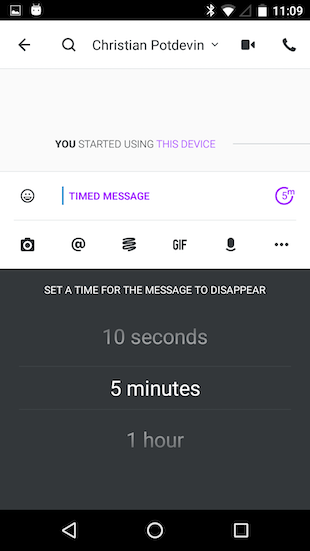 11:09
Christian Potdevin
YOU STARTED USING THIS DEVICE
TIMED MESSAGE
5m
@
GIF
SET A TIME FOR THE MESSAGE TO DISAPPEAR
10 seconds
5 minutes
1 hour